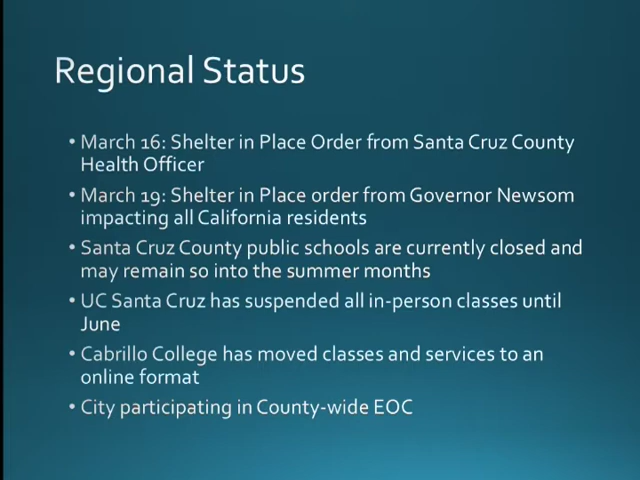 Regional Status
• March 16: Shelter in Place Order from Santa Cruz County
Health Officer
• March 19: Shelter in Place order from Governor Newsom
impacting all California residents
• Santa Cruz County public schools are currently closed and
may remain so into the summer months
• UC Santa Cruz has suspended all in-person classes until
June
• Cabrillo College has moved classes and services to an
online format
• City participating in County-wide EOC